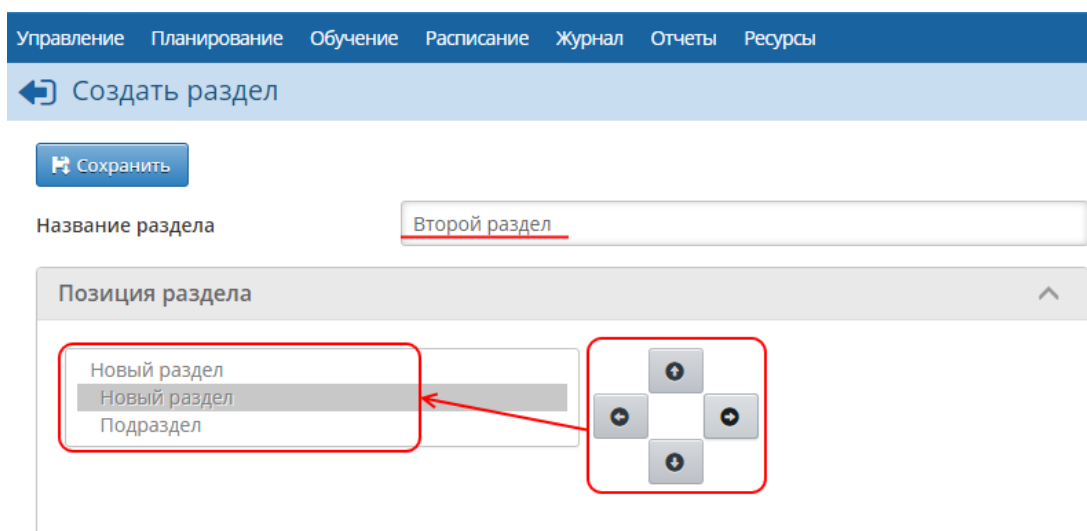 Управление Планирование Обучение Расписание Журнал Отчеты Ресурсы
Создать раздел
Сохранить
Название раздела Второй раздел
Позиция раздела
Новый раздел
Новый раздел
Подраздел